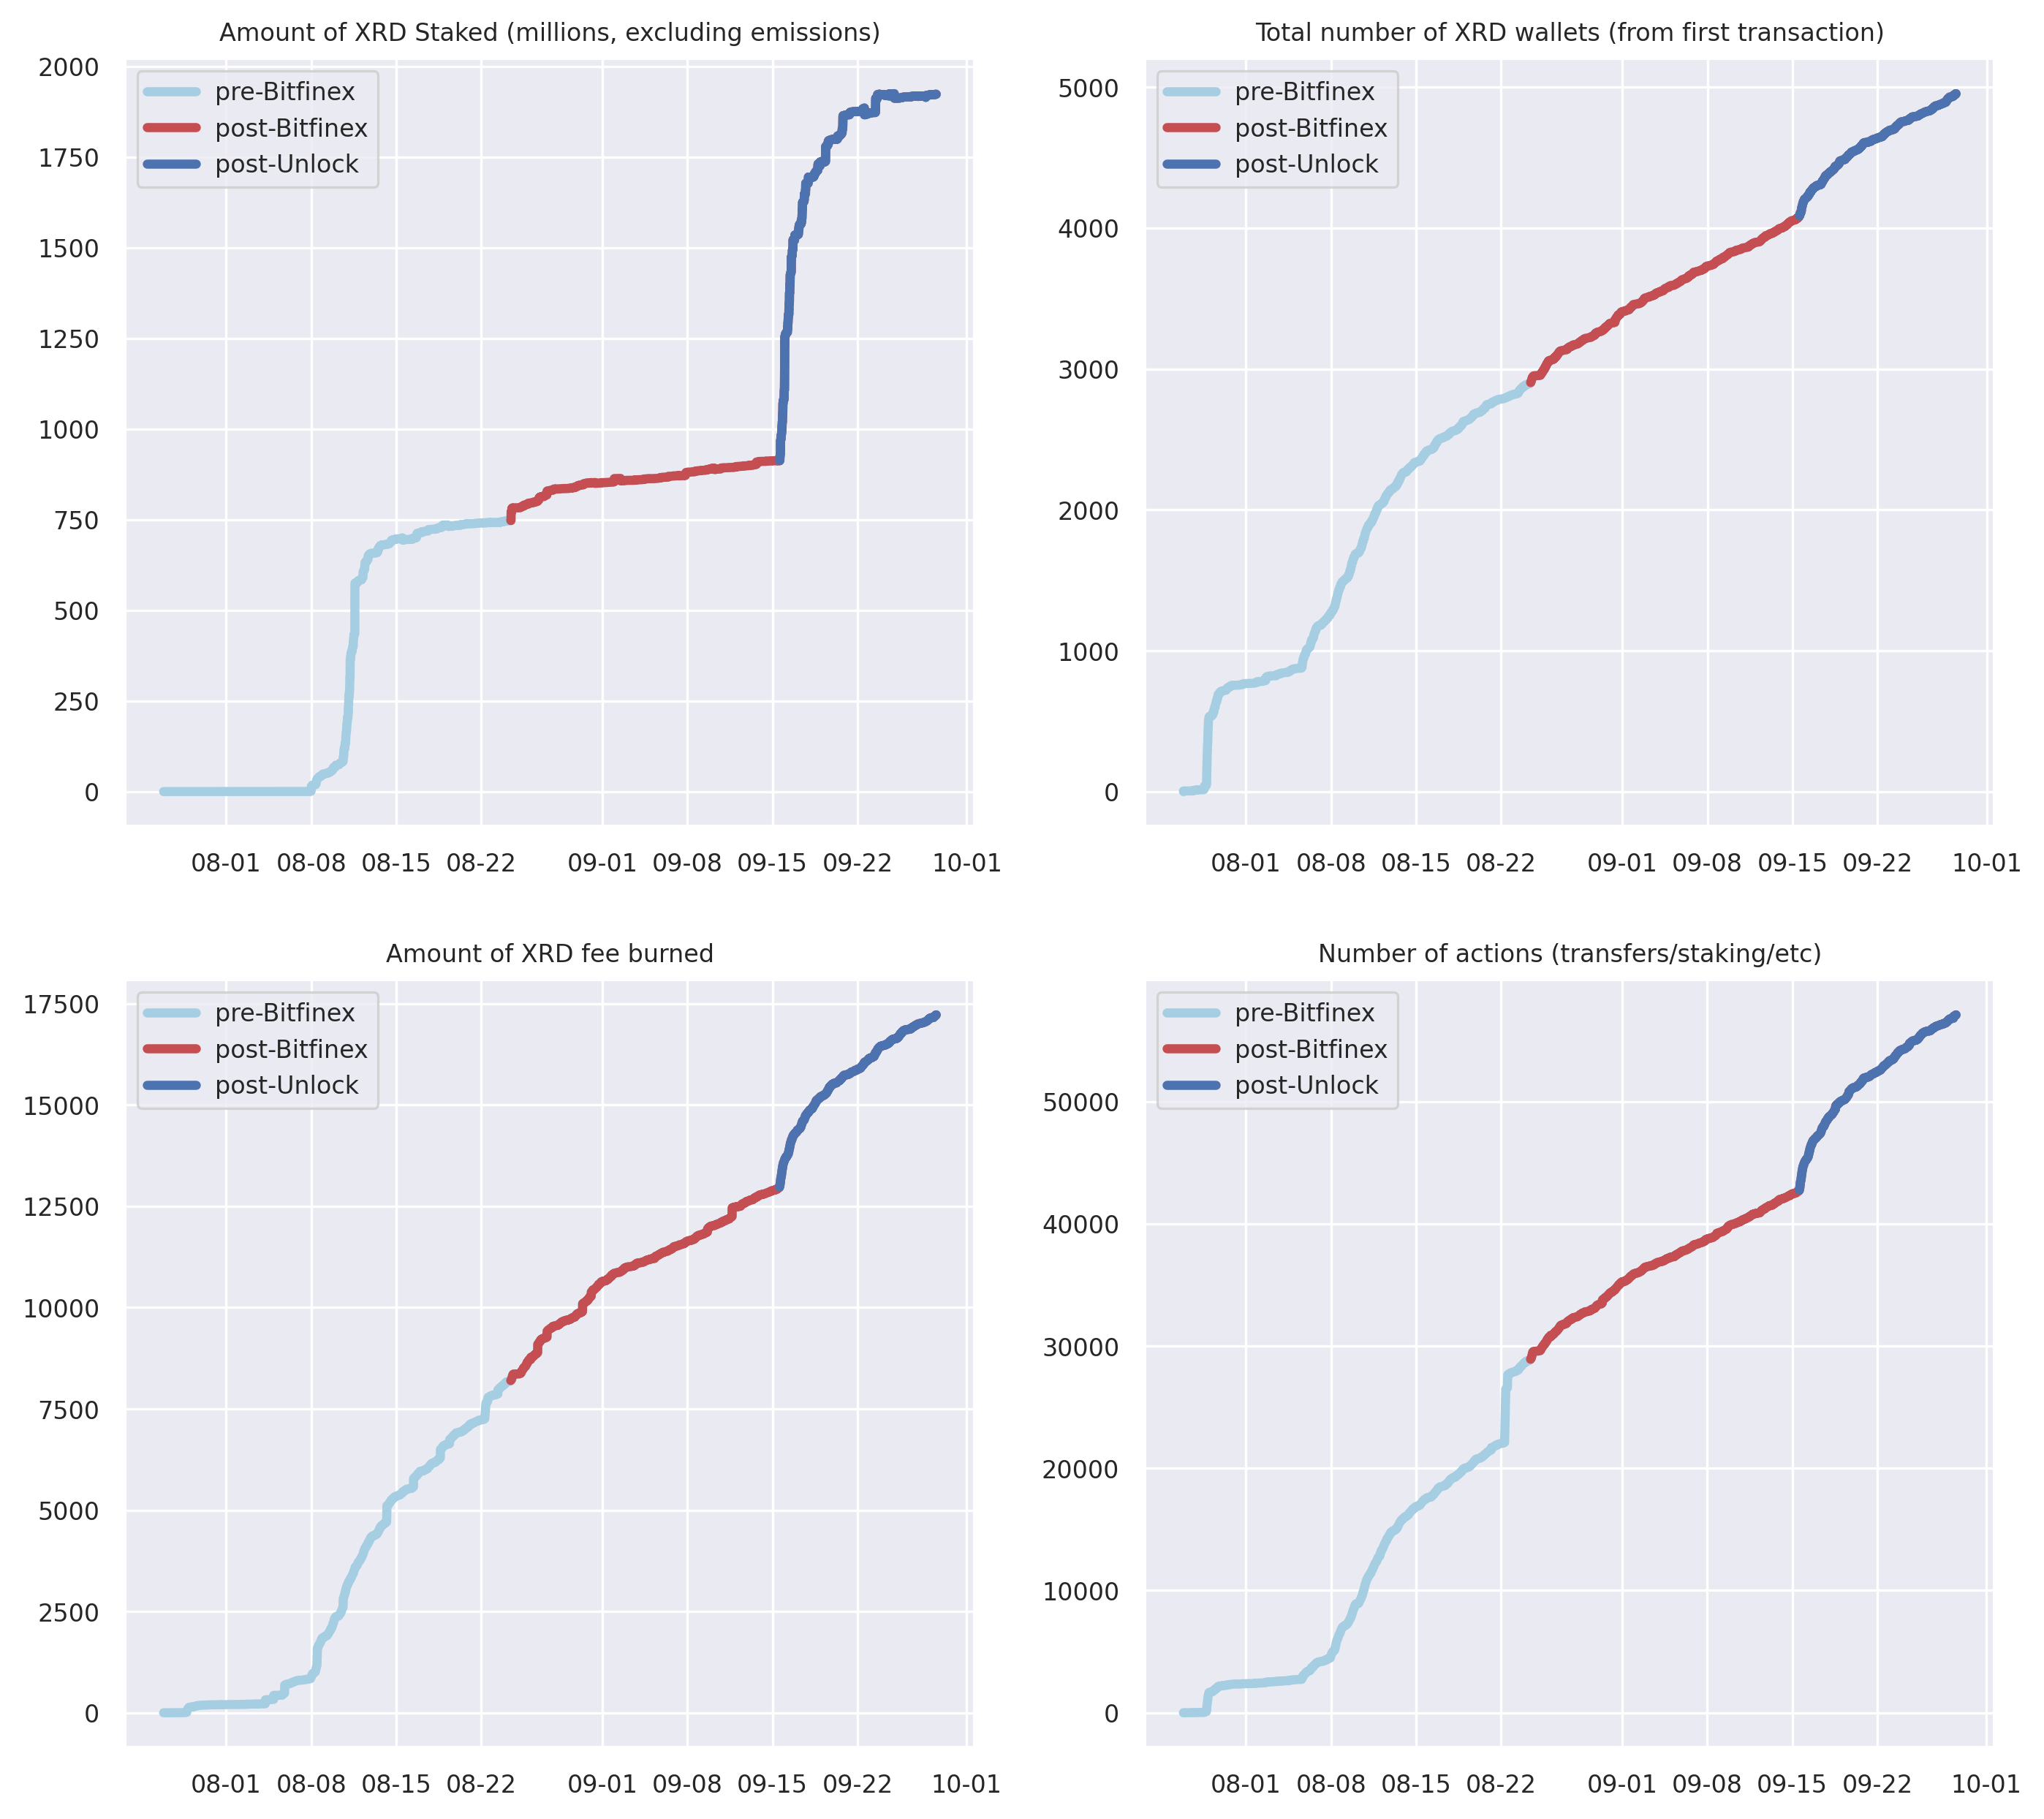 Amount of XRD Staked (millions, excluding emissions)
2000
1750
1500
1250
1000
750
500
250
0
pre-Bitfinex
post-Bitfinex
post-Unlock
08-01 08-08 08-15 08-22 09-01 09-08 09-15 09-22 10-01
Total number of XRD wallets (from first transaction)
5000
4000
3000
2000
1000
0
pre-Bitfinex
post-Bitfinex
post-Unlock
08-01 08-08 08-15 08-22 09-01 09-08 09-15 09-22 10-01
Amount of XRD fee burned
17500
15000
12500
10000
7500
5000
2500
0
pre-Bitfinex
post-Bitfinex
post-Unlock
08-01 08-08 08-15 08-22 09-01 09-08 09-15 09-22 10-01
Number of actions (transfers/staking/etc)
50000
40000
30000
20000
10000
0
pre-Bitfinex
post-Bitfinex
post-Unlock
08-01 08-08 08-15 08-22 09-01 09-08 09-15 09-22 10-01